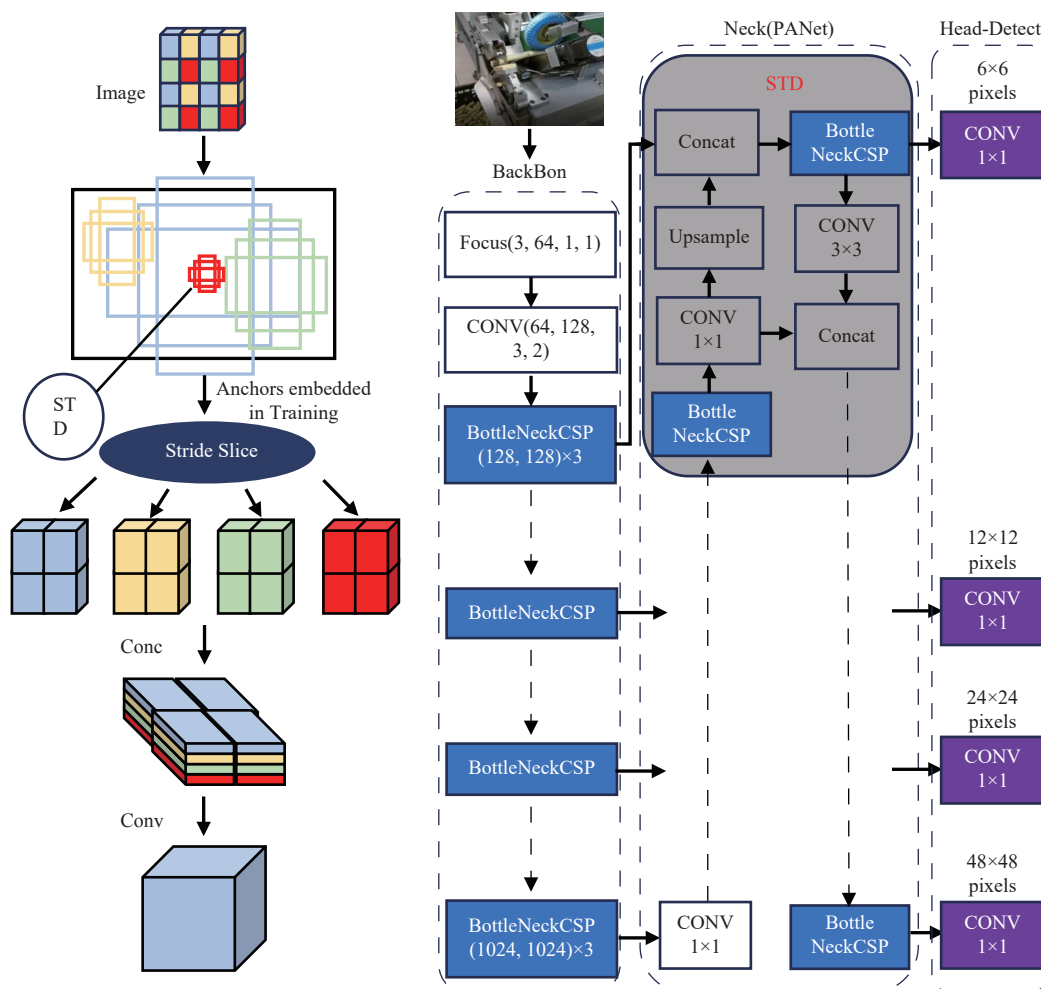 Image
ST
D
Anchors embedded
in Training
Stride Slice
Conc
Conv
BackBon
Focus(3, 64, 1, 1)
CONV(64, 128,
3, 2)
BottleNeckCSP
(128, 128)×3
BottleNeckCSP
BottleNeckCSP
BottleNeckCSP
(1024, 1024)×3
Neck(PANet)
STD
Concat
Bottle
NeckCSP
Upsample
CONV
3×3
CONV
1×1
Concat
Bottle
NeckCSP
CONV
1×1
Bottle
NeckCSP
Head-Detect
6×6
pixels
CONV
1×1
12×12
pixels
CONV
1×1
24×24
pixels
CONV
1×1
48×48
pixels
CONV
1×1